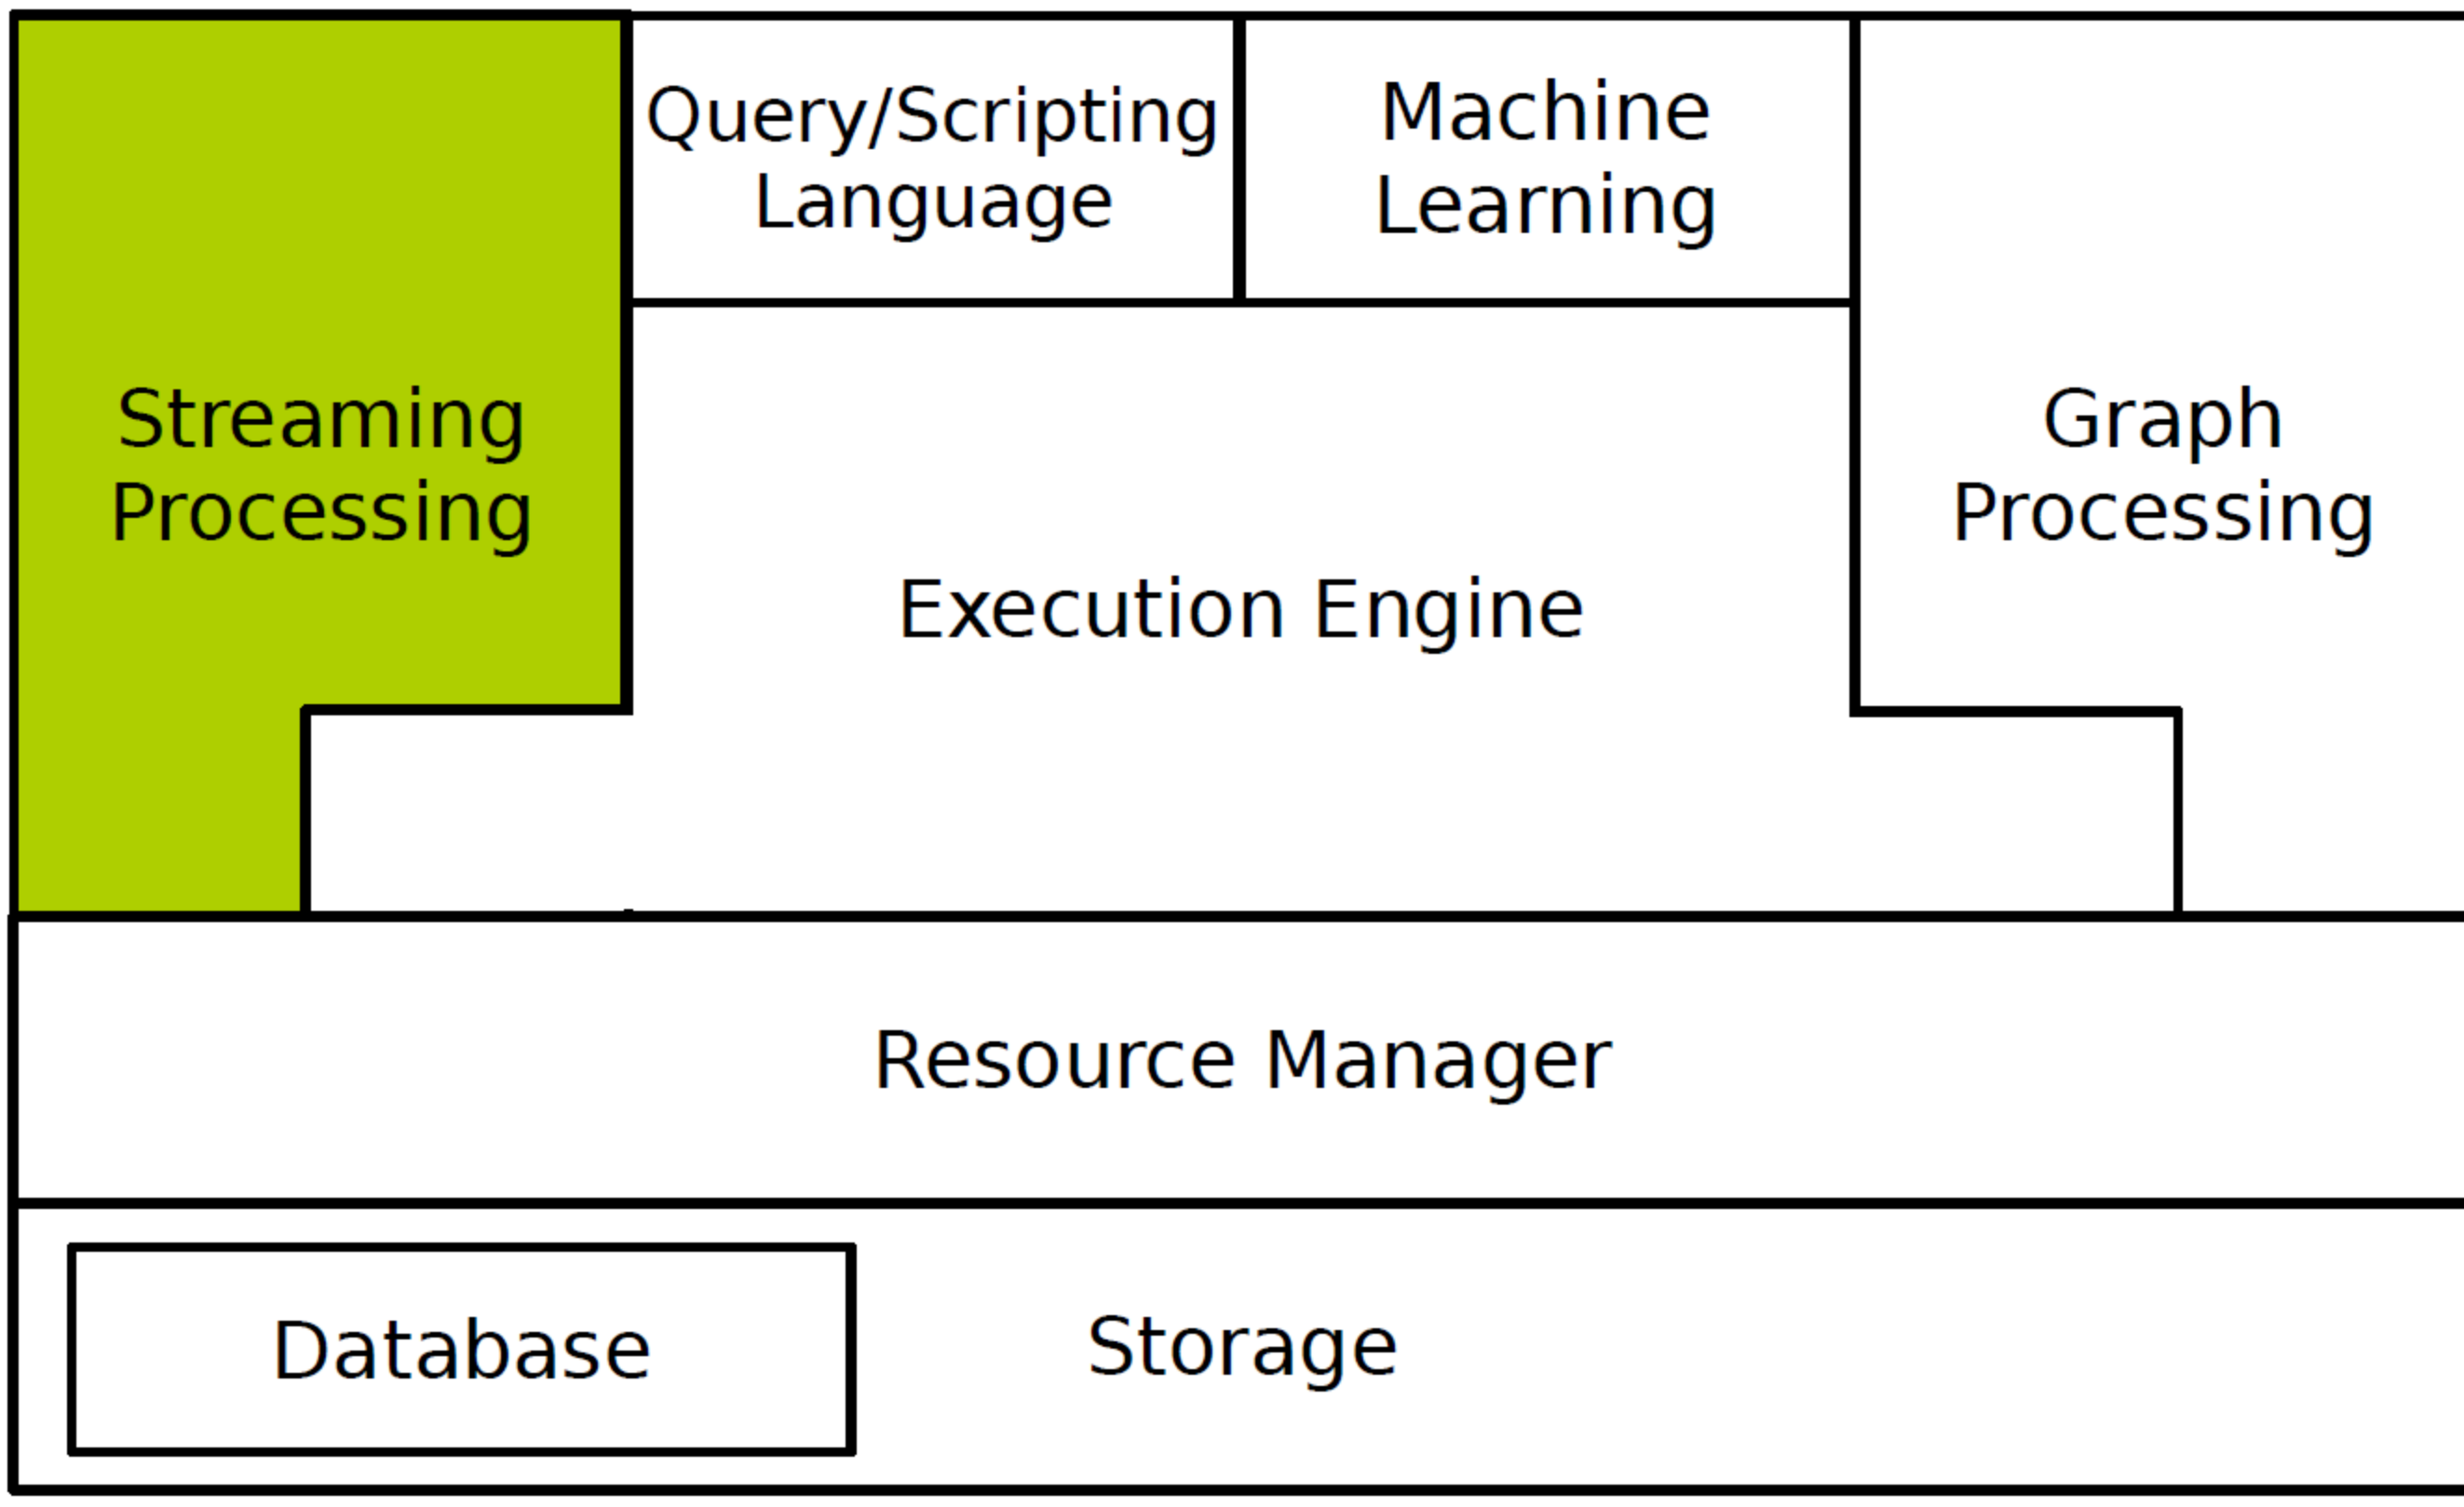 Query/Scripting
Language
Machine
Learning
Streaming
Processing
Graph
Processing
Execution Engine
Resource Manager
Database
Storage